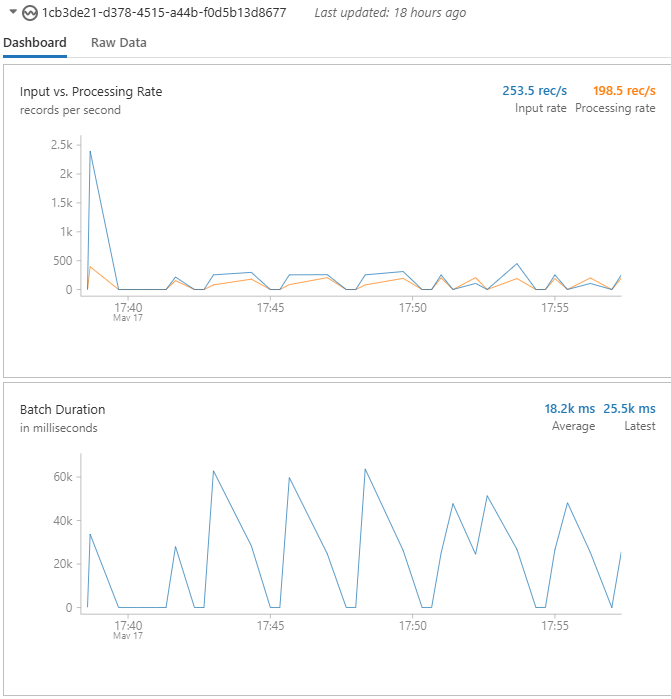 1cb3de21-d378-4515-a44b-f0d5b13d8677 Last updated: 18 hours ago
Dashboard Raw Data
Input vs. Processing Rate
records per second
253.5 rec/s 198.5 rec/s
Input rate Processing rate
2.5k
2k
1.5k
1k
500
0
17:40 17:45 17:50 17:55
May 17
Batch Duration
in milliseconds
18.2k ms 25.5k ms
Average Latest
60k
40k
20k
0
17:40 17:45 17:50 17:55
May 17